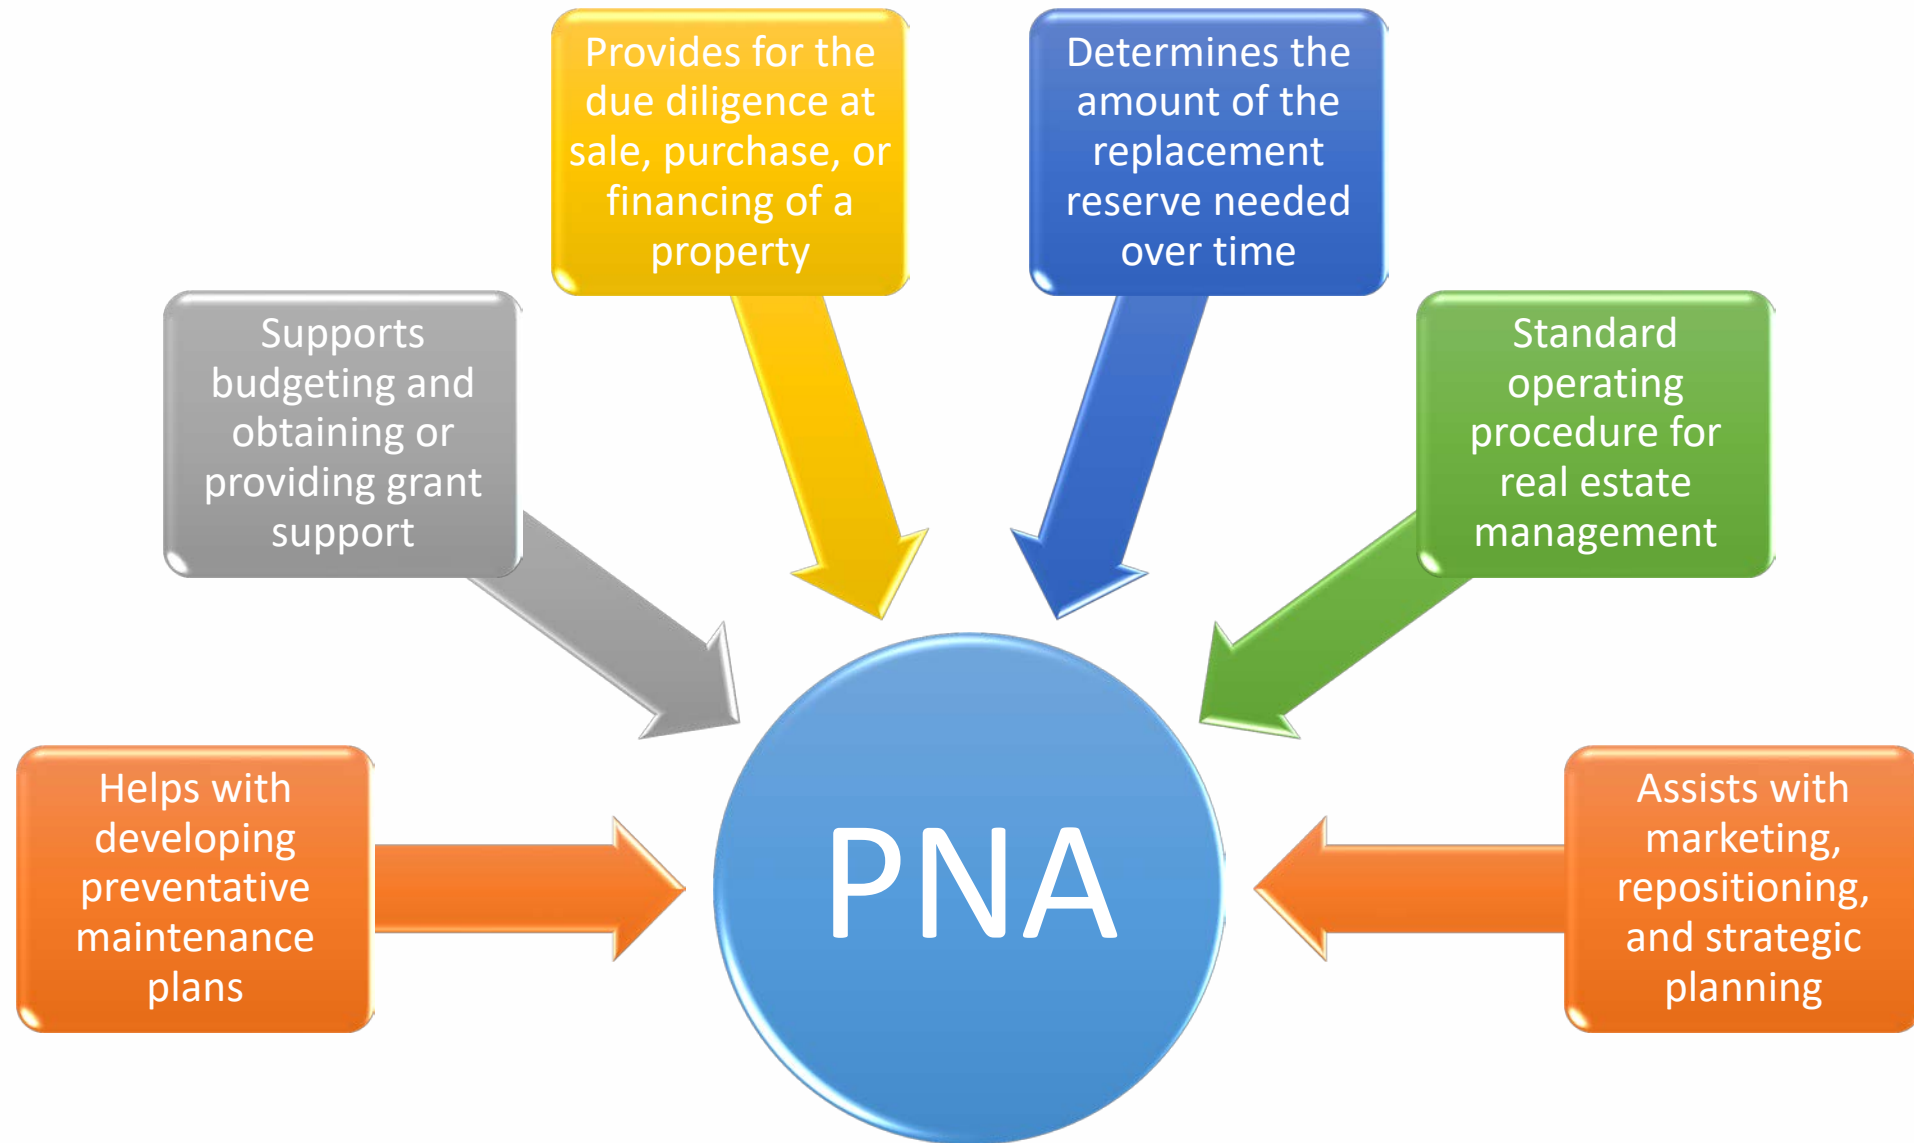 Helps with
developing
preventative
maintenance
plans
Supports
budgeting and
obtaining or
providing grant
support
Provides for the
due diligence at
sale, purchase, or
financing of a
property
Determines the
amount of the
replacement
reserve needed
over time
Standard
operating
procedure for
real estate
management
Assists with
marketing,
repositioning,
and strategic
planning
PNA